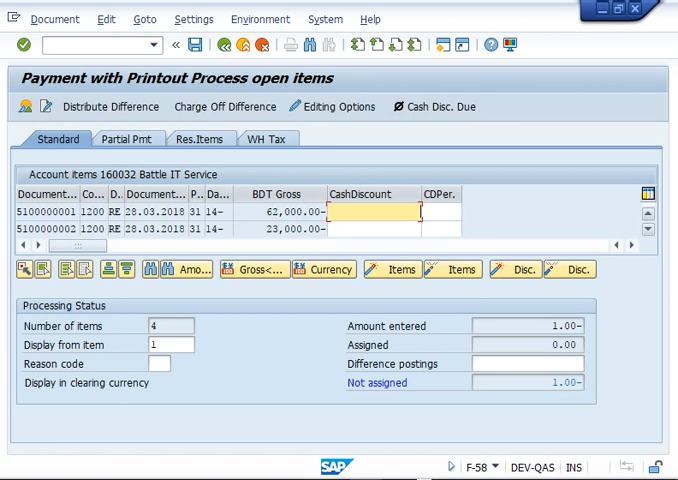 Document Edit Goto Settings Environment System Help
Payment with Printout Process open items
Distribute Difference Charge Off Difference Editing Options Cash Disc. Due
Standard Partial Pmt Res.Items WH Tax
Account items 160032 Battle IT Service
Document... Co... D.. Document... P.. Da... BDT Gross CashDiscount CDPer.
5100000001 1200 RE 28.03.2018 31 14- 62,000.00-
5100000002 1200 RE 28.03.2018 31 14- 23,000.00-
Amo... Gross<... Currency Items Items Disc. Disc.
Processing Status
Number of items 4 Amount entered 1.00-
Display from item 1 Assigned 0.00
Reason code Difference postings
Display in clearing currency Not assigned 1.00-
SAP F-58 DEV-QAS INS